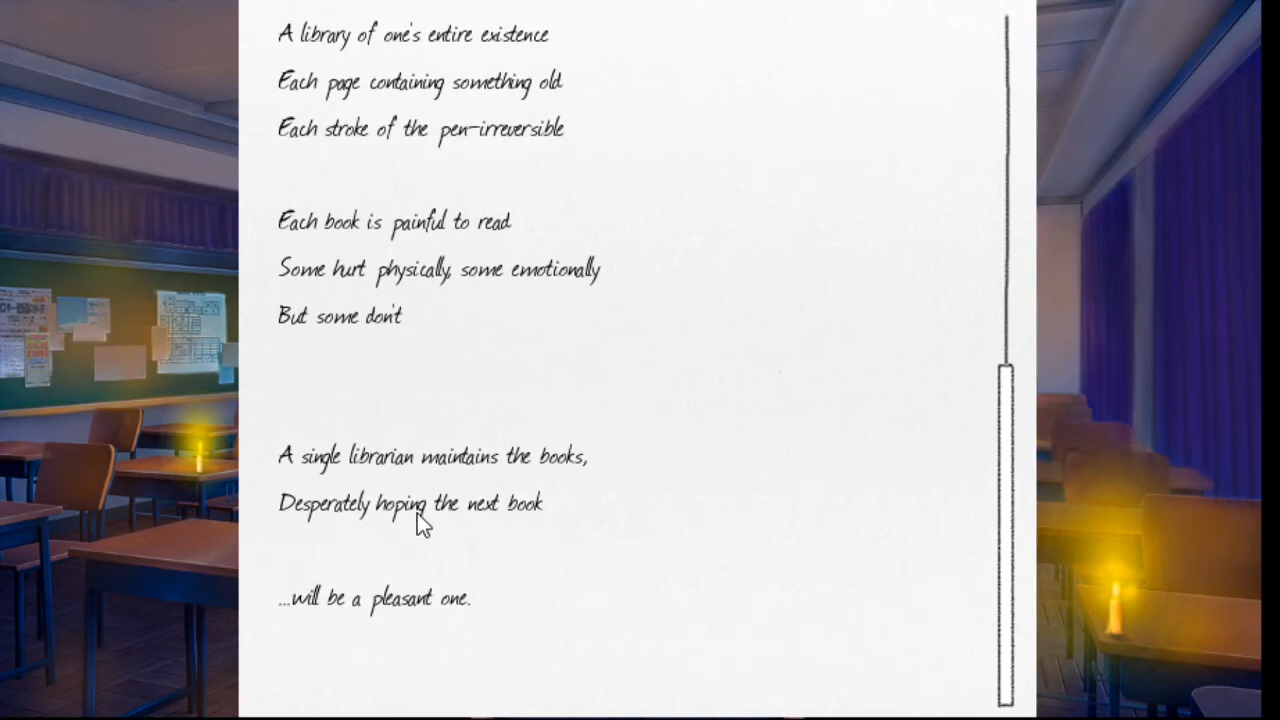 A library of one's entire existence
Each page containing something old
Each stroke of the pen-irreversible
Each book is painful to read
Some hurt physically, some emotionally
But some don't
A single librarian maintains the books,
Desperately hoping the next book
...will be a pleasant one.